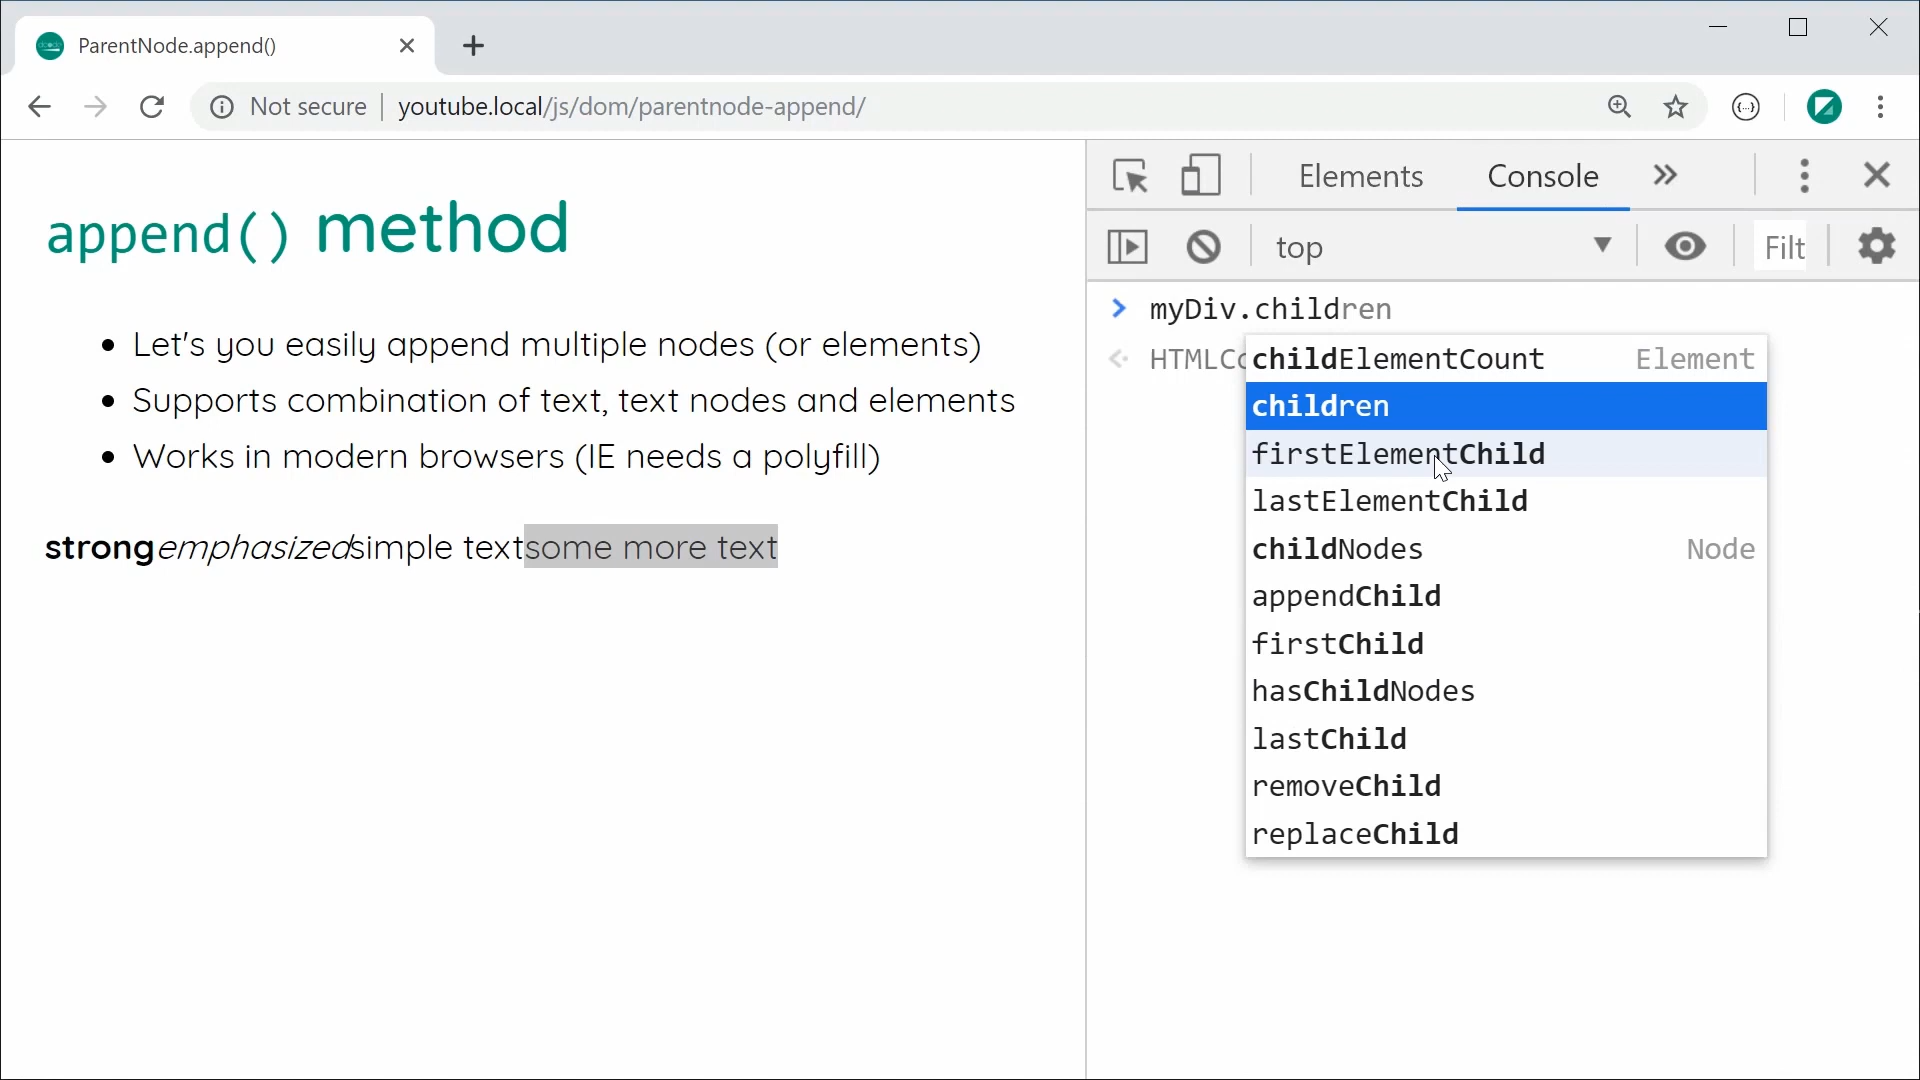 ParentNode.append()
Not secure youtube.local/js/dom/parentnode-append/
append() method
Let's you easily append multiple nodes (or elements)
Supports combination of text, text nodes and elements
Works in modern browsers (IE needs a polyfill)
strongemphasizedsimple textsome more text
Elements Console
top Filt
myDiv.children
HTMLCo
childElementCount Element
children
firstElementChild
lastElementChild
childNodes Node
appendChild
firstChild
hasChildNodes
lastChild
removeChild
replaceChild